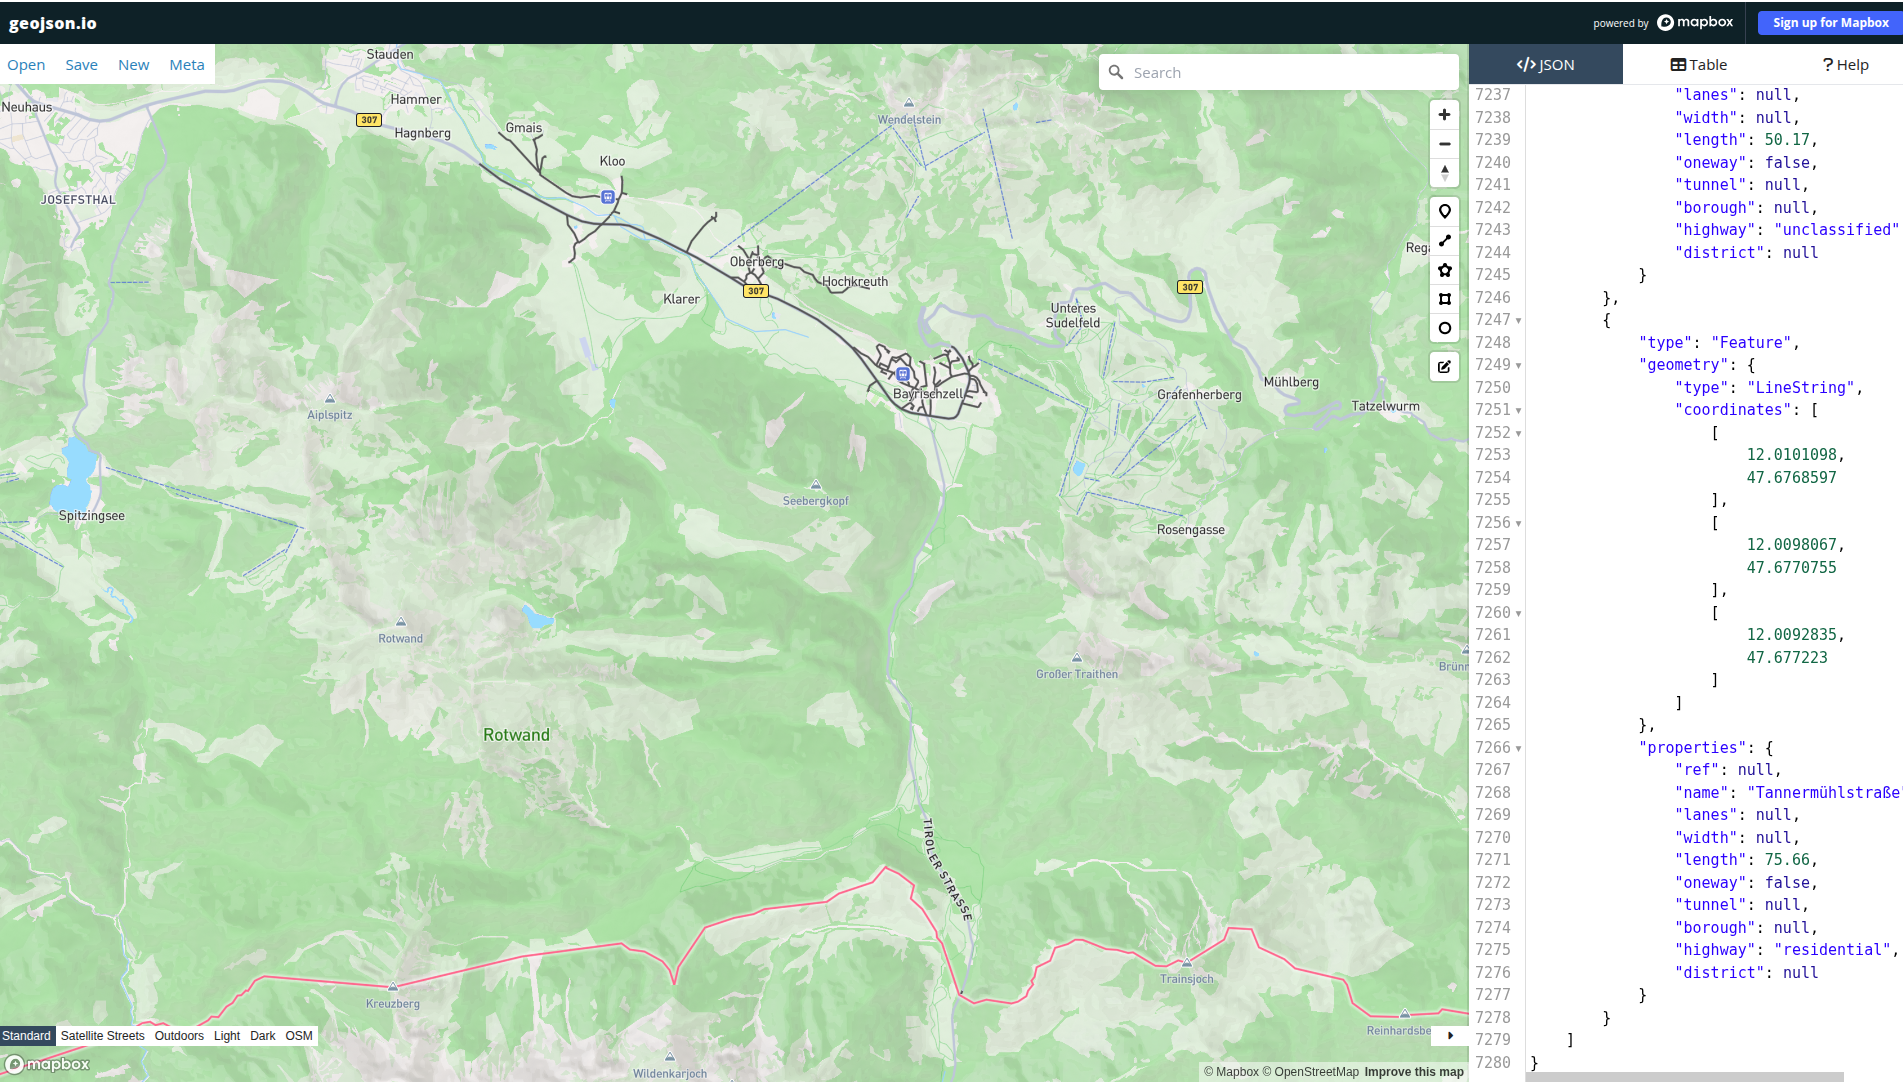 geojson.io
powered by mapbox
Sign up for Mapbox
Open Save New Meta
Search
</> JSON
Table
? Help
Stauden
Neuhaus
Hammer
307
Hagnberg
Gmais
Kloo
Wendelstein
JOSEFSTHAL
Oberberg
307
Hochkreuth
Klarer
307
Unteres
Sudelfeld
Bayrischzell
Grafenherberg
Mühlberg
Tatzelwurm
Aiplspitz
Seebergkopf
Spitzingsee
Rosengasse
Rotwand
Großer Traithen
Rotwand
TIROLER STRASSE
Kreuzberg
Trainsjoch
Reinhardsbe
Wildenkarjoch
Standard Satellite Streets Outdoors Light Dark OSM
mapbox
© Mapbox © OpenStreetMap Improve this map
7237 "lanes": null,
7238 "width": null,
7239 "length": 50.17,
7240 "oneway": false,
7241 "tunnel": null,
7242 "borough": null,
7243 "highway": "unclassified"
7244 "district": null
7245 }
7246 },
7247 {
7248 "type": "Feature",
7249 "geometry": {
7250 "type": "LineString",
7251 "coordinates": [
7252 [
7253 12.0101098,
7254 47.6768597
7255 ],
7256 [
7257 12.0098067,
7258 47.6770755
7259 ],
7260 [
7261 12.0092835,
7262 47.677223
7263 ]
7264 ]
7265 },
7266 "properties": {
7267 "ref": null,
7268 "name": "Tannermühlstraße"
7269 "lanes": null,
7270 "width": null,
7271 "length": 75.66,
7272 "oneway": false,
7273 "tunnel": null,
7274 "borough": null,
7275 "highway": "residential",
7276 "district": null
7277 }
7278 }
7279 ]
7280 }